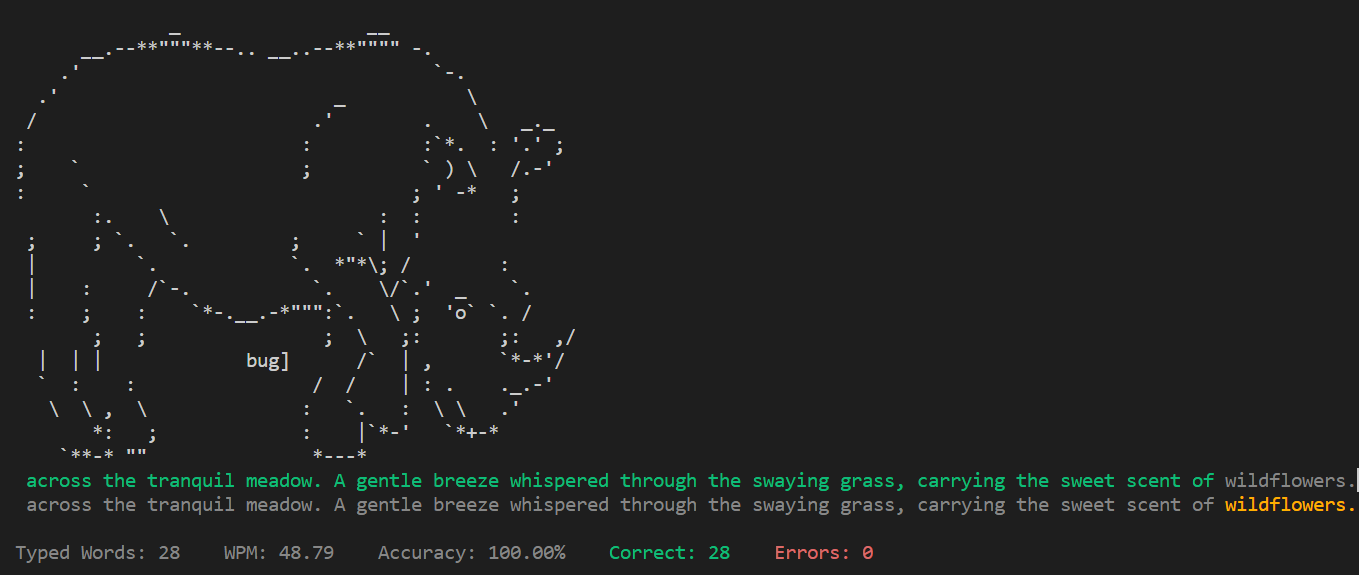 bug]
across the tranquil meadow. A gentle breeze whispered through the swaying grass, carrying the sweet scent of wildflowers.
across the tranquil meadow. A gentle breeze whispered through the swaying grass, carrying the sweet scent of wildflowers.
Typed Words: 28 WPM: 48.79 Accuracy: 100.00% Correct: 28 Errors: 0